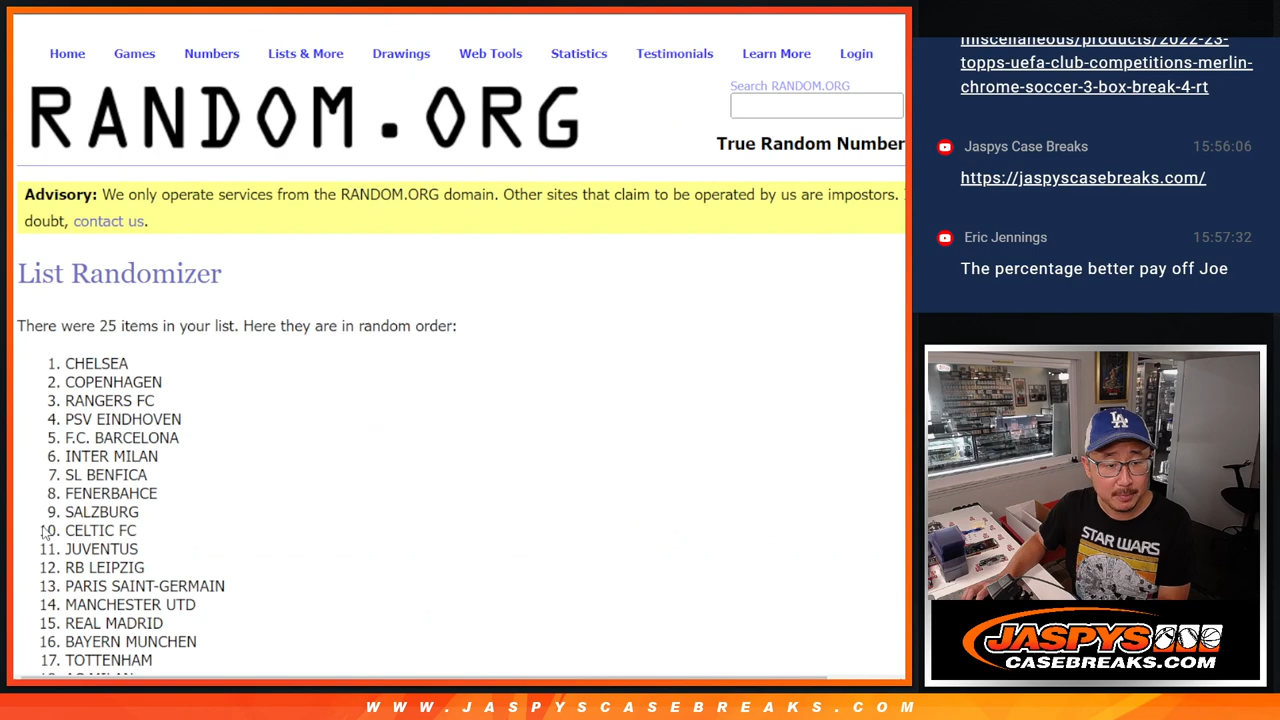 Home Games Numbers Lists & More Drawings Web Tools Statistics Testimonials Learn More Login
RANDOM.ORG
Search RANDOM.ORG
True Random Number
Advisory: We only operate services from the RANDOM.ORG domain. Other sites that claim to be operated by us are impostors.
doubt, contact us.
List Randomizer
There were 25 items in your list. Here they are in random order:
1. CHELSEA
2. COPENHAGEN
3. RANGERS FC
4. PSV EINDHOVEN
5. F.C. BARCELONA
6. INTER MILAN
7. SL BENFICA
8. FENERBAHCE
9. SALZBURG
10. CELTIC FC
11. JUVENTUS
12. RB LEIPZIG
13. PARIS SAINT-GERMAIN
14. MANCHESTER UTD
15. REAL MADRID
16. BAYERN MUNCHEN
17. TOTTENHAM
miscellaneous/products/2022-23-
topps-uefa-club-competitions-merlin-
chrome-soccer-3-box-break-4-rt
Jaspys Case Breaks 15:56:06
https://jaspyscasebreaks.com/
Eric Jennings 15:57:32
The percentage better pay off Joe
LA
STAR WARS
JASPYS
CASEBREAKS.COM
WWW.JASPYSCASEBREAKS.COM